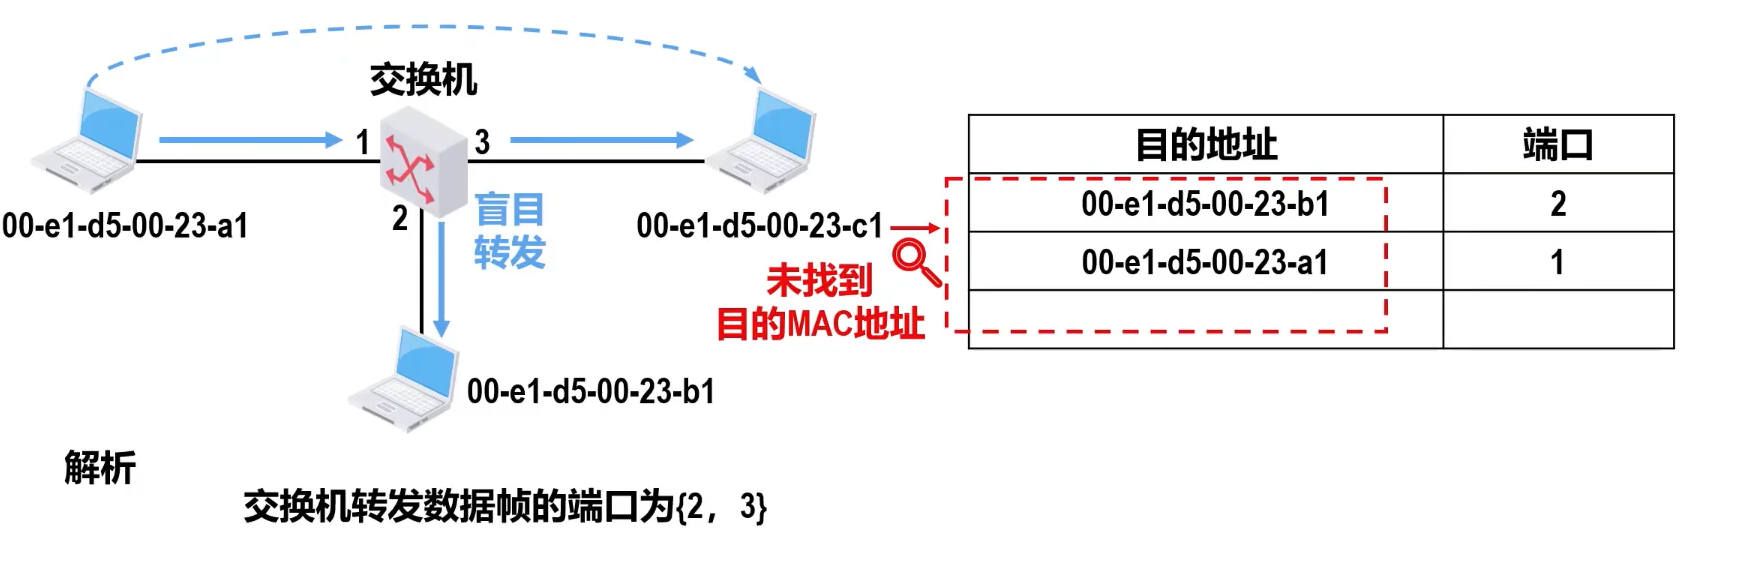 交换机
1
3
2
盲目
转发
00-e1-d5-00-23-a1
00-e1-d5-00-23-c1
未找到
目的MAC地址
00-e1-d5-00-23-b1
目的地址 端口
00-e1-d5-00-23-b1 2
00-e1-d5-00-23-a1 1
解析
交换机转发数据帧的端口为{2，3}